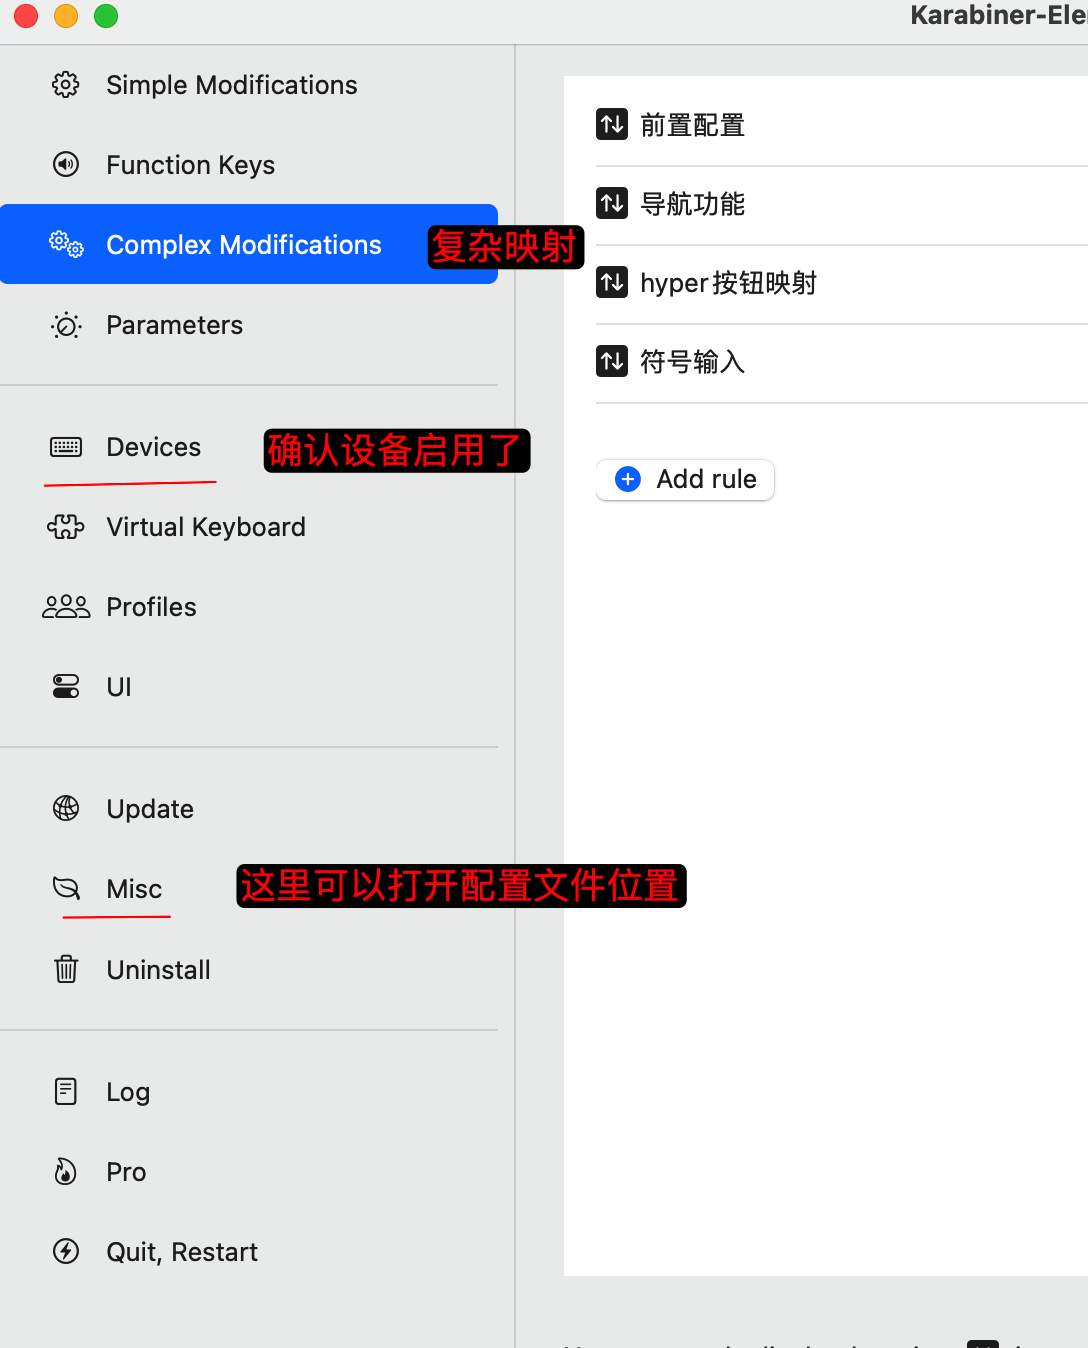 Karabiner-Ele
Simple Modifications
Function Keys
Complex Modifications
复杂映射
Parameters
Devices
确认设备启用了
Virtual Keyboard
Profiles
UI
Update
Misc
这里可以打开配置文件位置
Uninstall
Log
Pro
Quit, Restart
前置配置
导航功能
hyper按钮映射
符号输入
Add rule